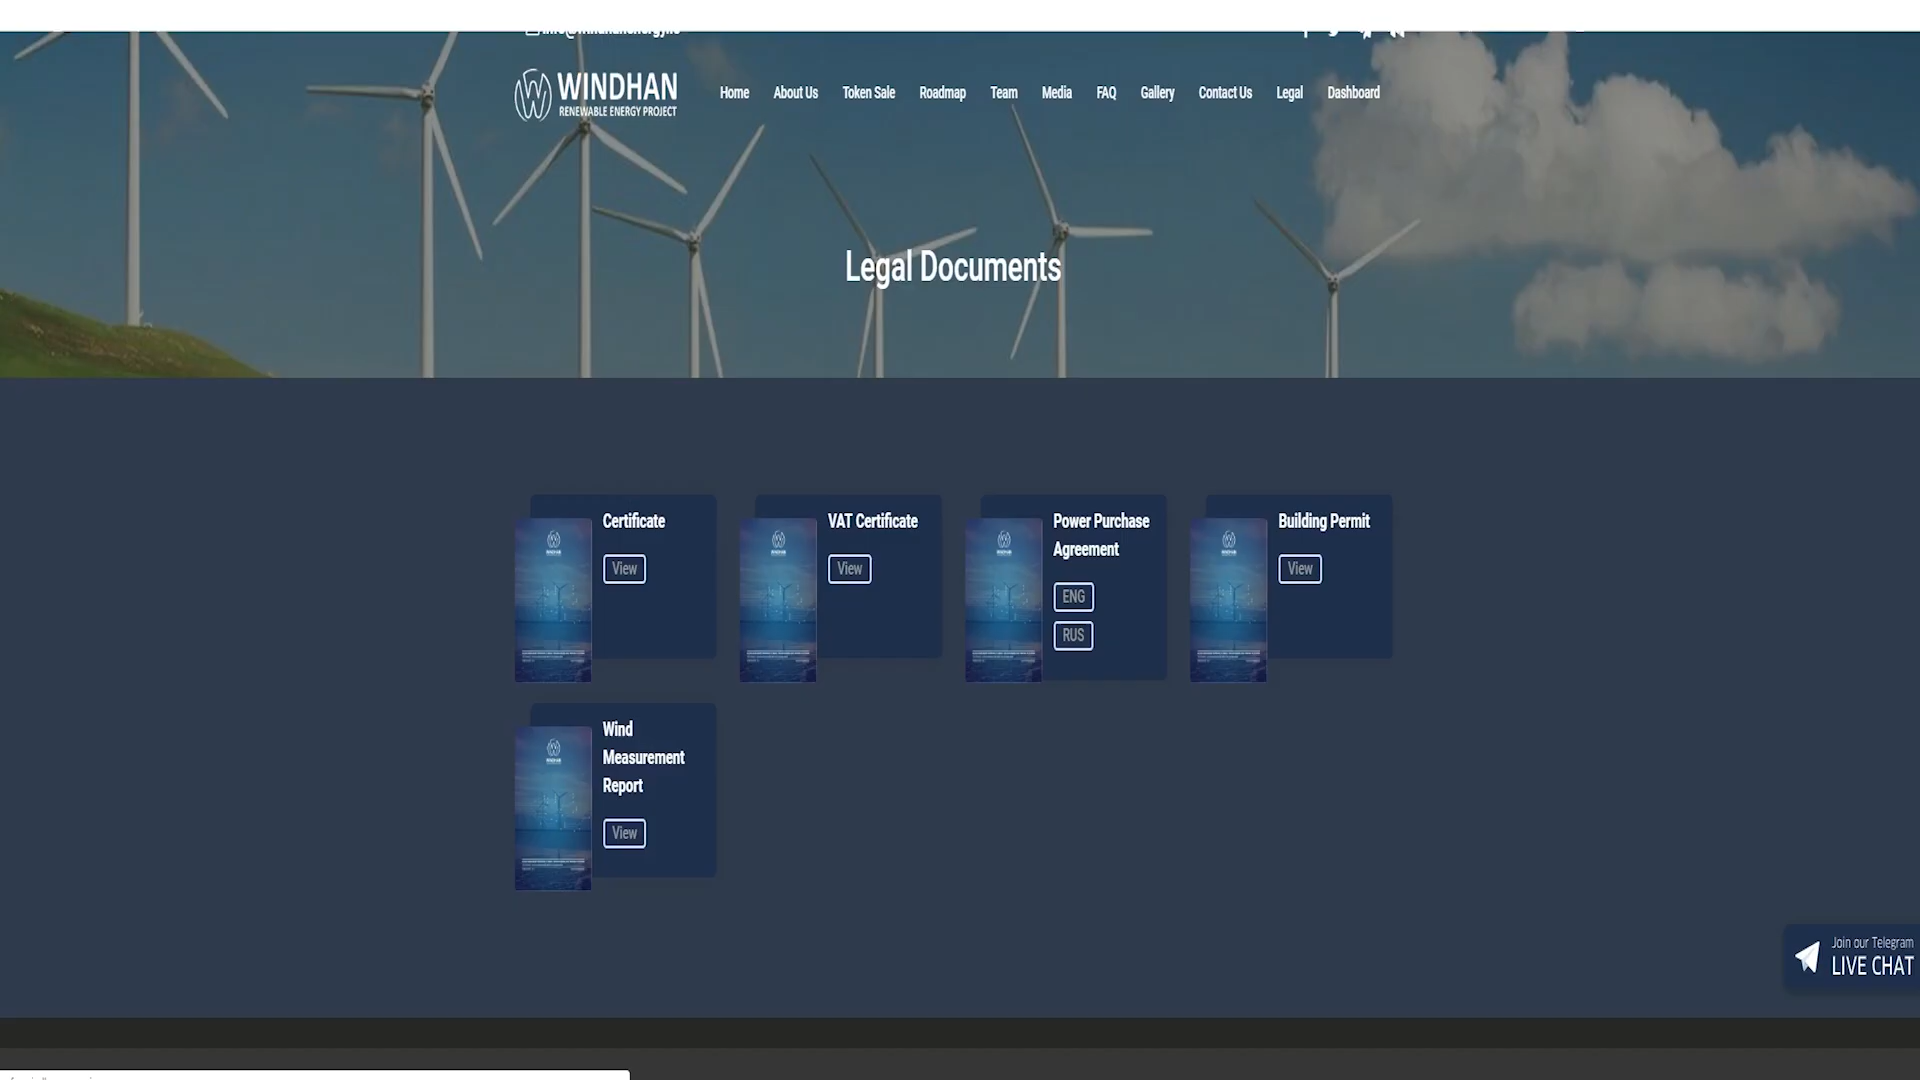 WINDHAN
RENEWABLE ENERGY PROJECT
Home About Us Token Sale Roadmap Team Media FAQ Gallery Contact Us Legal Dashboard
Legal Documents
Certificate
View
VAT Certificate
View
Power Purchase
Agreement
ENG
RUS
Building Permit
View
Wind
Measurement
Report
View
Join our Telegram
LIVE CHAT